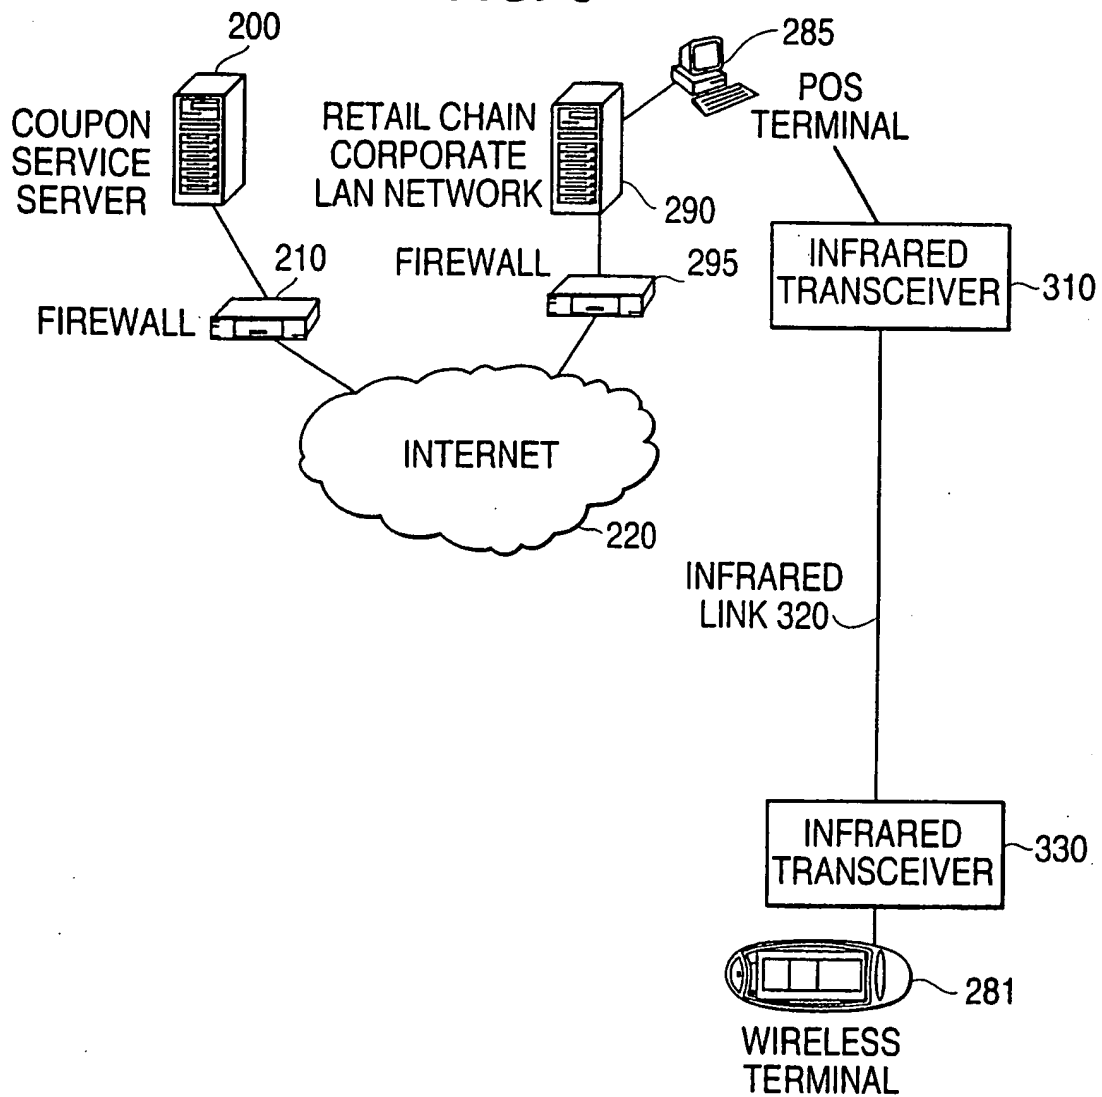 200
COUPON
SERVICE
SERVER
RETAIL CHAIN
CORPORATE
LAN NETWORK
290
285
POS
TERMINAL
210
FIREWALL
FIREWALL
295
INFRARED
TRANSCEIVER
310
INTERNET
220
INFRARED
LINK 320
INFRARED
TRANSCEIVER
330
281
WIRELESS
TERMINAL